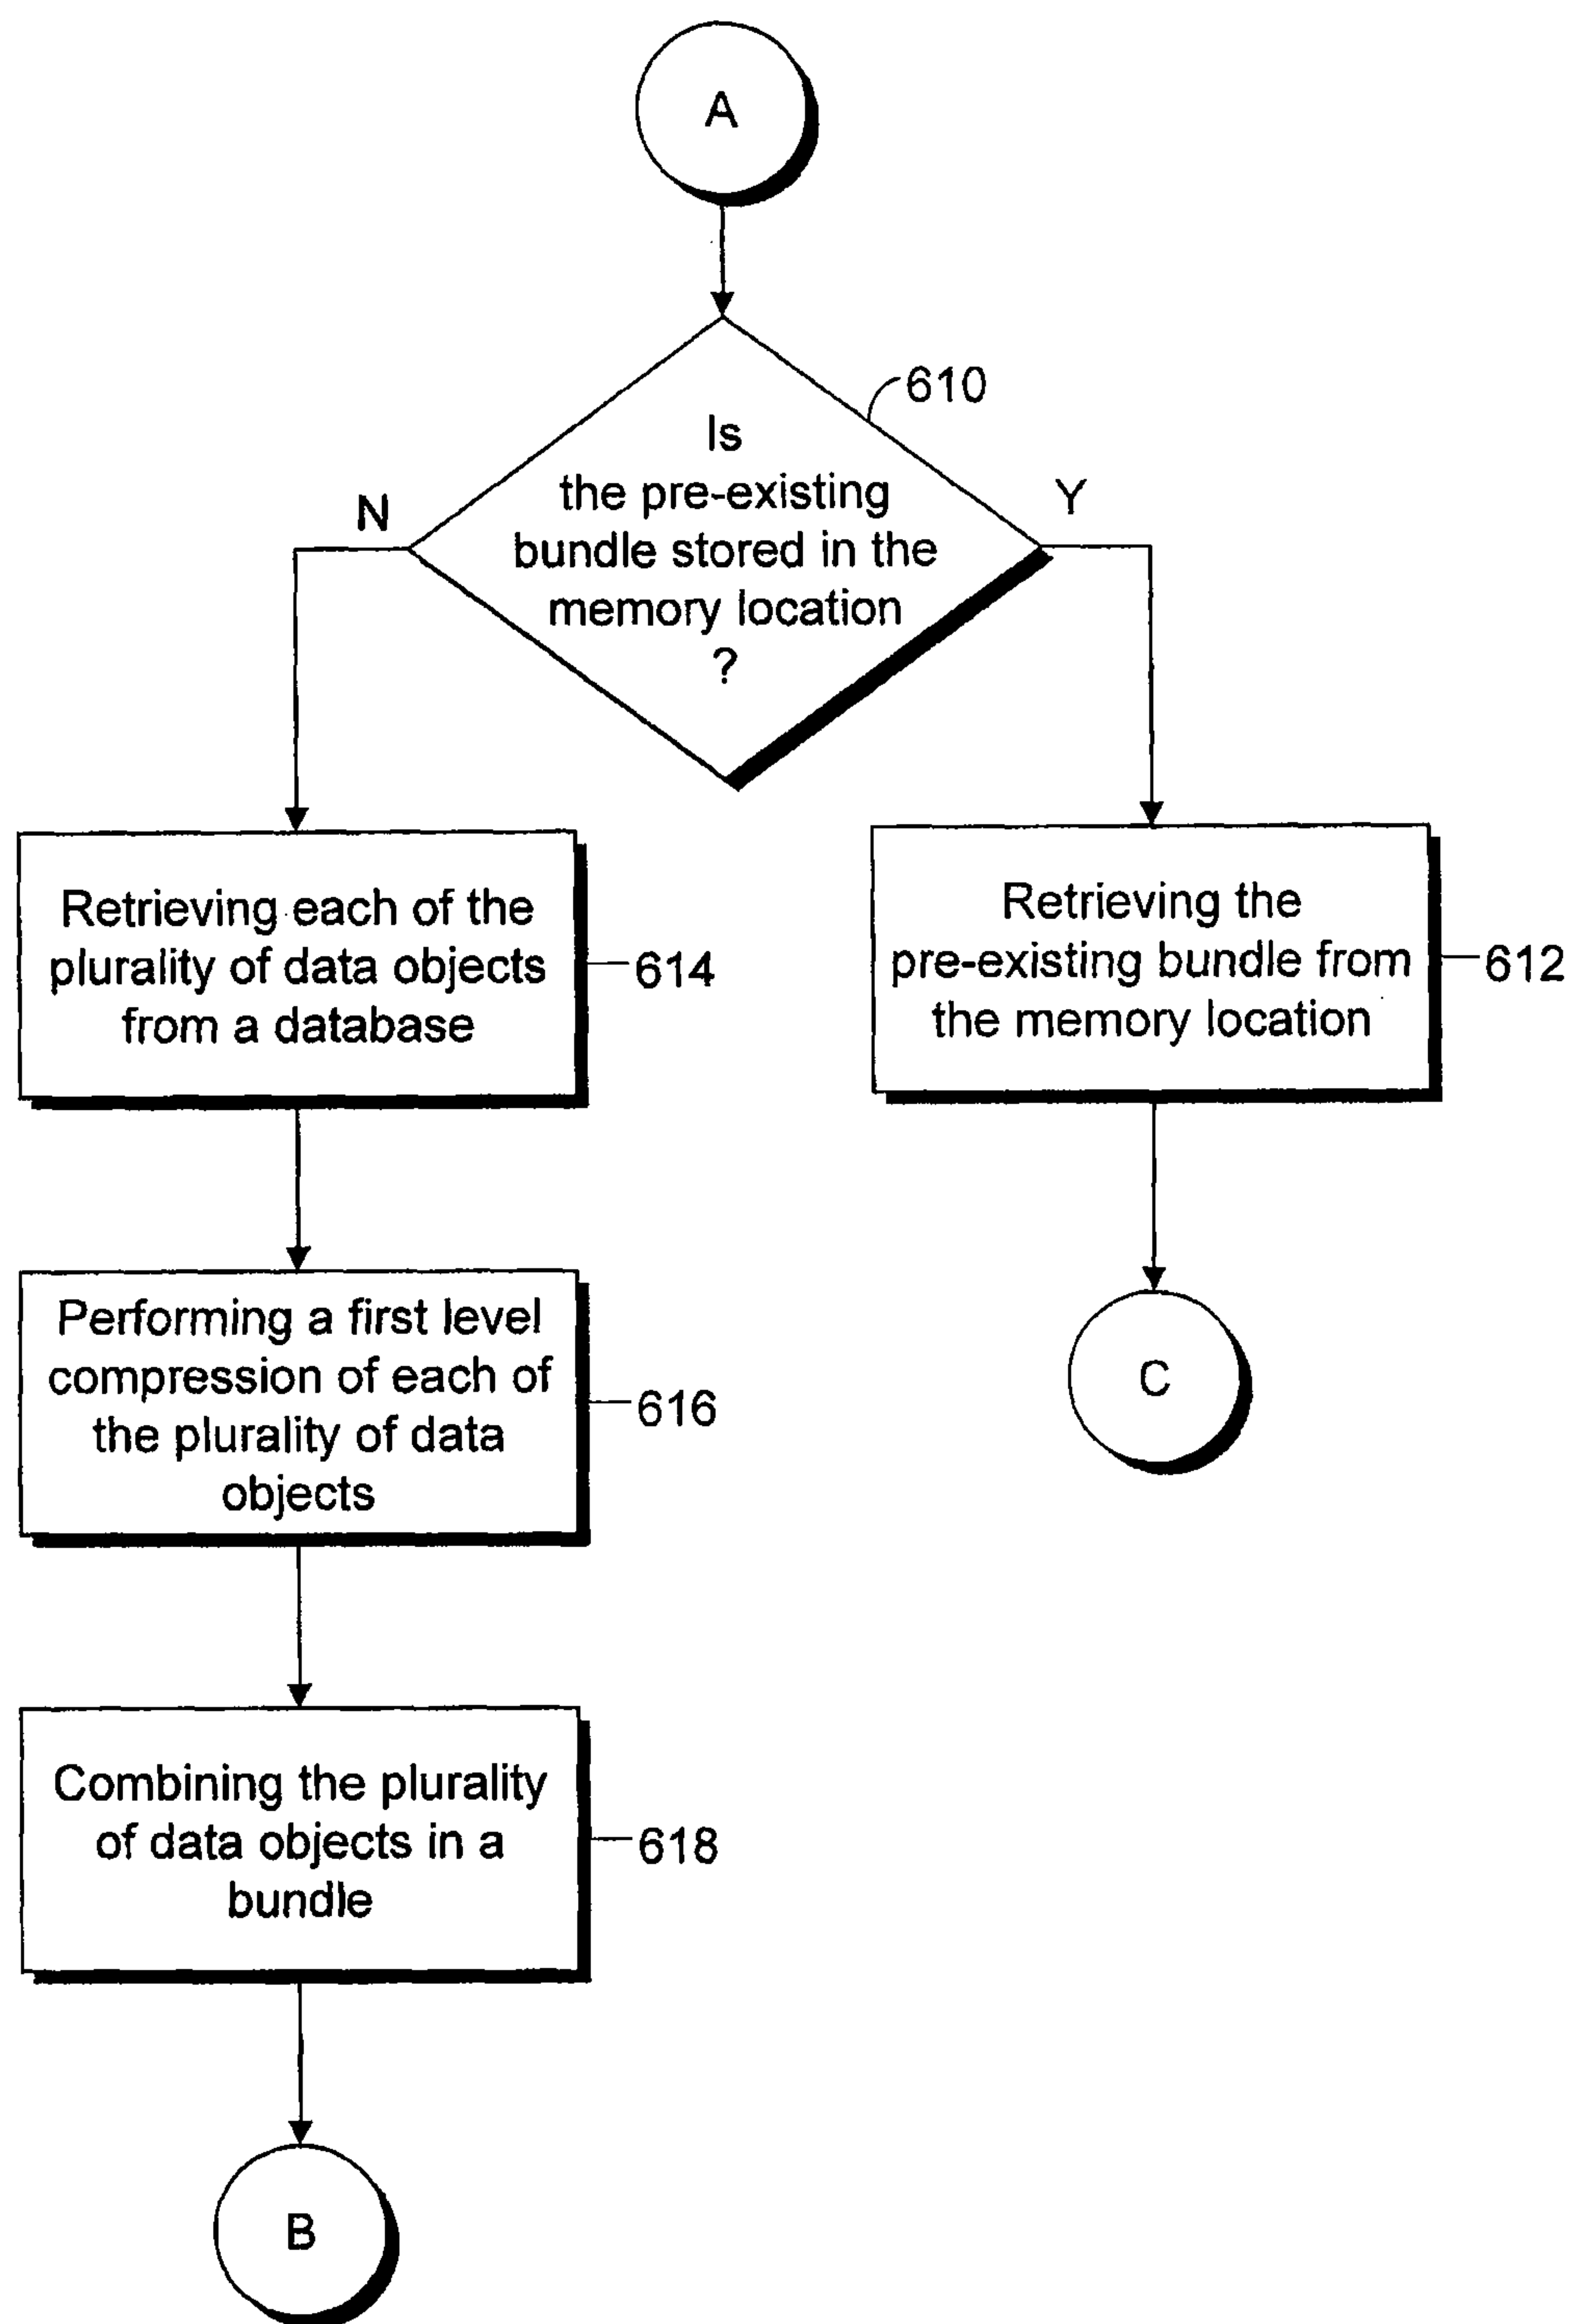 A
610
Is
the pre-existing
bundle stored in the
memory location
?
N
Y
Retrieving each of the
plurality of data objects
from a database
614
Retrieving the
pre-existing bundle from
the memory location
612
Performing a first level
compression of each of
the plurality of data
objects
616
C
Combining the plurality
of data objects in a
bundle
618
B